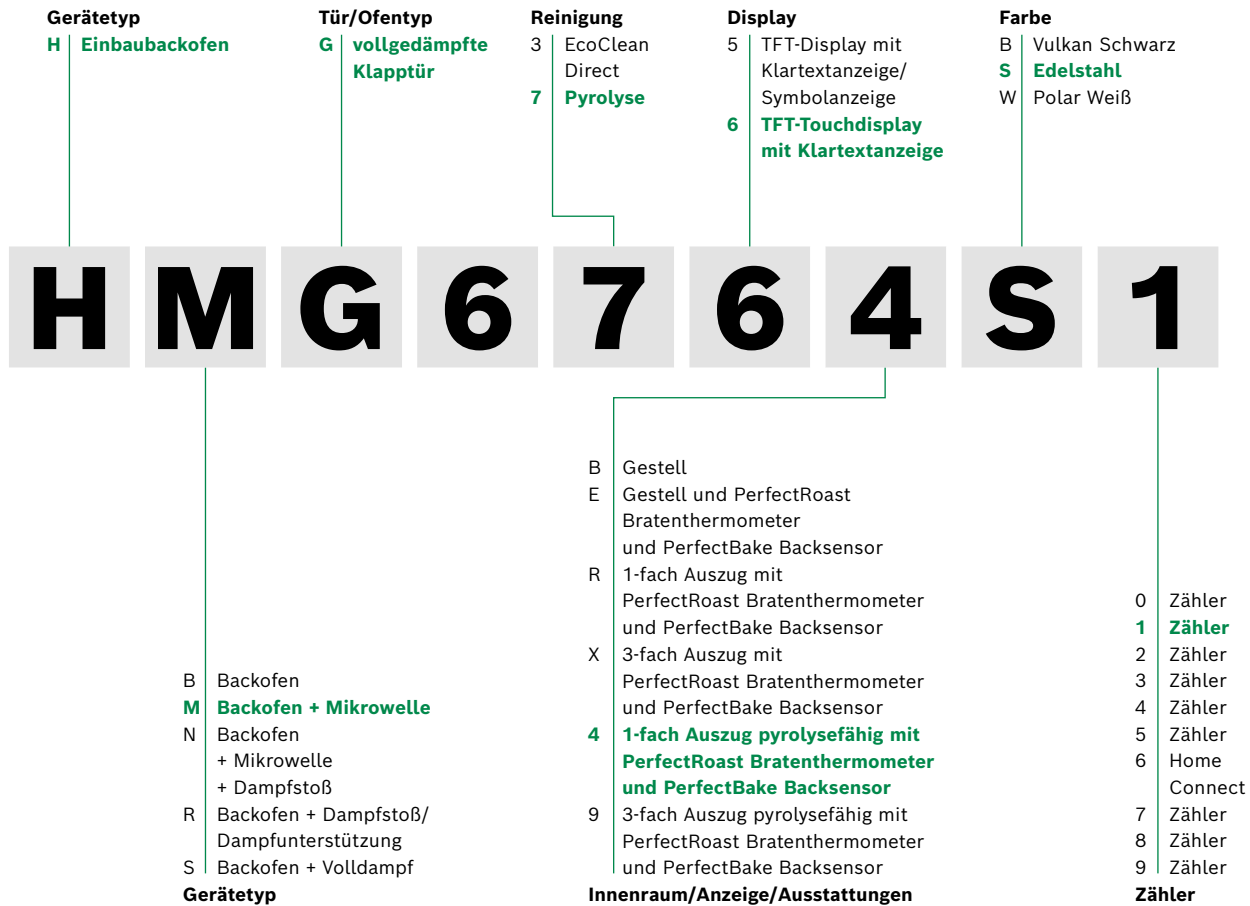 Gerätetyp
H Einbaubackofen
Tür/Ofentyp
G vollgedämpfte
Klapptür
Reinigung
3 EcoClean
Direct
7 Pyrolyse
Display
5 TFT-Display mit
Klartextanzeige/
Symbolanzeige
6 TFT-Touchdisplay
mit Klartextanzeige
Farbe
B Vulkan Schwarz
S Edelstahl
W Polar Weiß
H M G 6 7 6 4 S 1
B Backofen
M Backofen + Mikrowelle
N Backofen
+ Mikrowelle
+ Dampfstoß
R Backofen + Dampfstoß/
Dampfunterstützung
S Backofen + Volldampf
Gerätetyp
B Gestell
E Gestell und PerfectRoast
Bratenthermometer
und PerfectBake Backsensor
R 1-fach Auszug mit
PerfectRoast Bratenthermometer
und PerfectBake Backsensor
X 3-fach Auszug mit
PerfectRoast Bratenthermometer
und PerfectBake Backsensor
4 1-fach Auszug pyrolysefähig mit
PerfectRoast Bratenthermometer
und PerfectBake Backsensor
9 3-fach Auszug pyrolysefähig mit
PerfectRoast Bratenthermometer
und PerfectBake Backsensor
Innenraum/Anzeige/Ausstattungen
0 Zähler
1 Zähler
2 Zähler
3 Zähler
4 Zähler
5 Zähler
6 Home
Connect
7 Zähler
8 Zähler
9 Zähler
Zähler